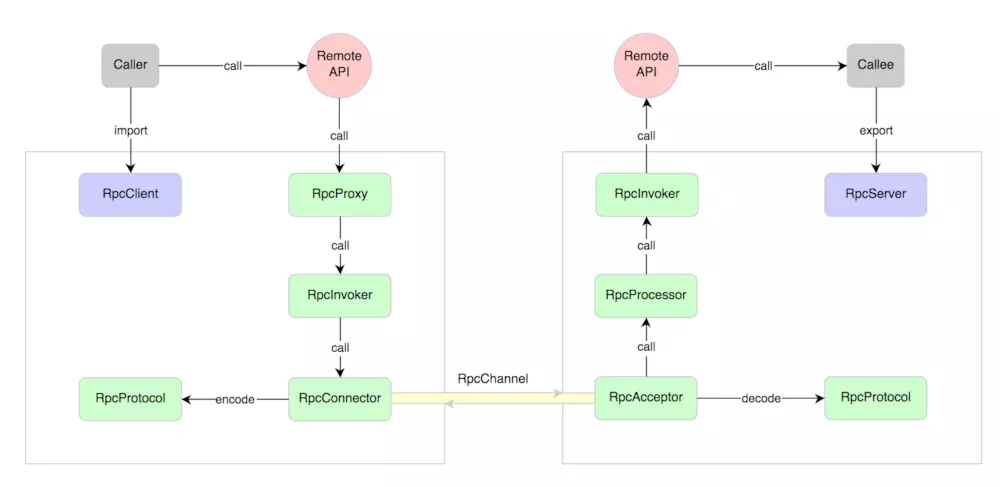 Caller
call
Remote
API
Remote
API
call
Callee
import
call
call
export
RpcClient
RpcProxy
RpcInvoker
RpcServer
call
call
RpcInvoker
RpcProcessor
call
call
RpcChannel
RpcProtocol
encode
RpcConnector
RpcAcceptor
decode
RpcProtocol